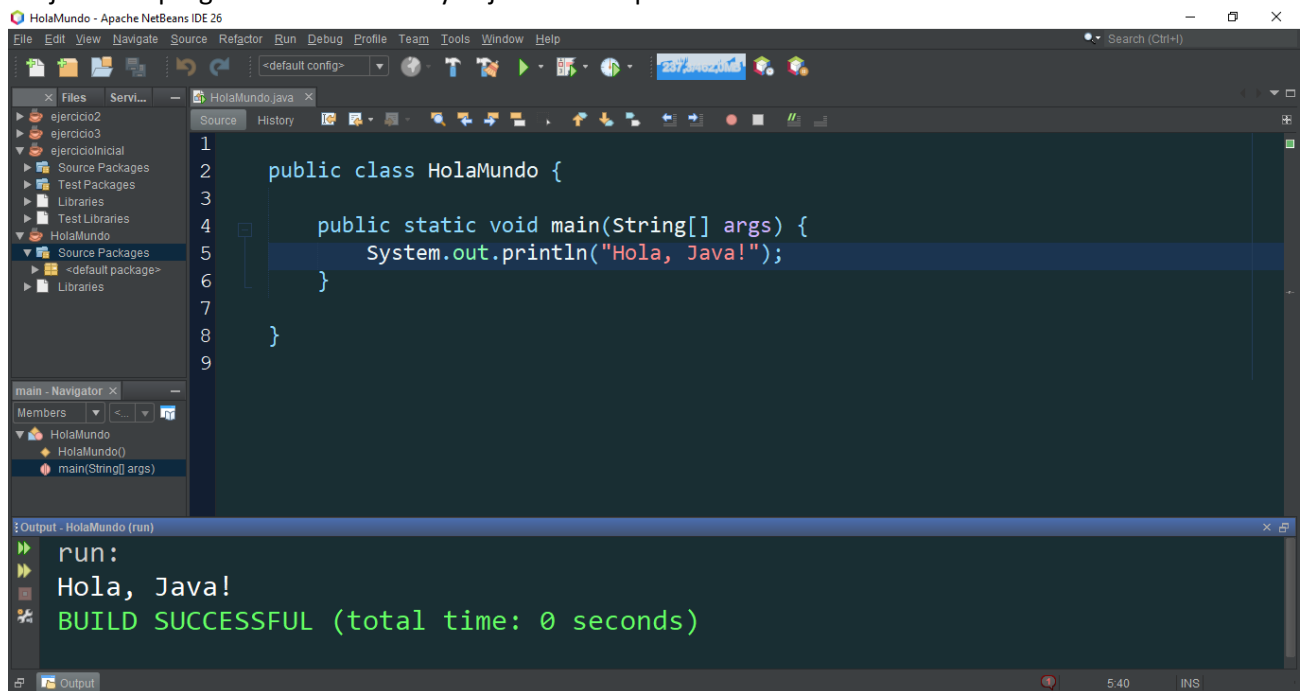 HolaMundo - Apache NetBeans IDE 26
File Edit View Navigate Source Refactor Run Debug Profile Team Tools Window Help
Search (Ctrl+I)
<default config>
Files Servi...
HolaMundo.java
Source History
ejercicio2
ejercicio3
ejercicioInicial
Source Packages
Test Packages
Libraries
Test Libraries
HolaMundo
Source Packages
<default package>
Libraries
1
2 public class HolaMundo {
3
4 public static void main(String[] args) {
5 System.out.println("Hola, Java!");
6 }
7
8 }
9
main - Navigator
Members <...
HolaMundo
HolaMundo()
main(String[] args)
Output - HolaMundo (run)
run:
Hola, Java!
BUILD SUCCESSFUL (total time: 0 seconds)
Output
1
5:40 INS